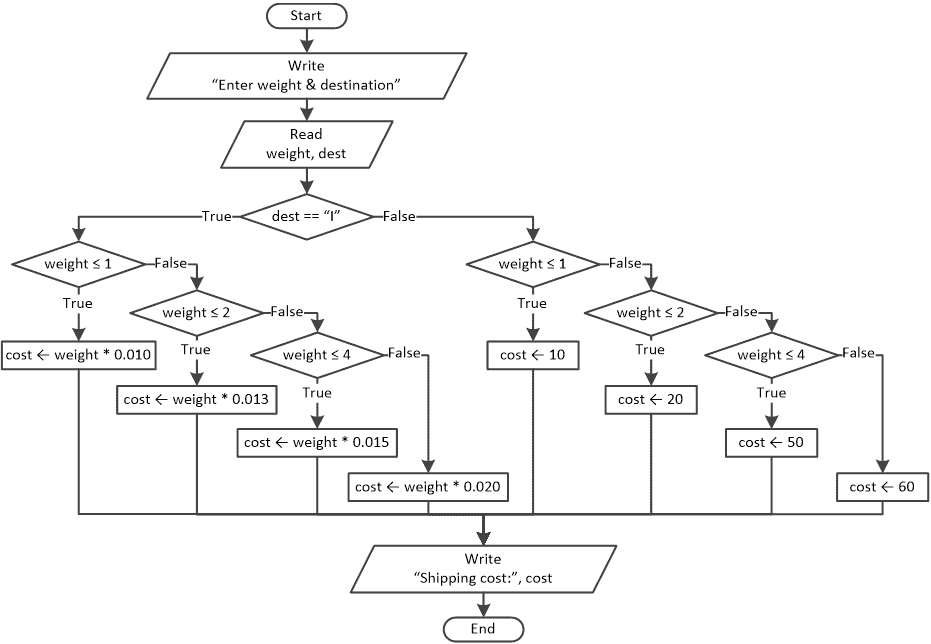 Start
Write
“Enter weight & destination”
Read
weight, dest
True
dest == “I”
False
weight ≤ 1
False
weight ≤ 1
False
True
weight ≤ 2
False
True
weight ≤ 2
False
cost ← weight * 0.010
True
weight ≤ 4
False
cost ← 10
True
weight ≤ 4
False
cost ← weight * 0.013
True
cost ← 20
True
cost ← weight * 0.015
cost ← 50
cost ← weight * 0.020
cost ← 60
Write
“Shipping cost:”, cost
End